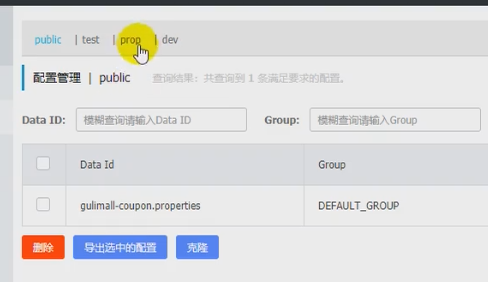 public | test | prop | dev
配置管理 | public 查询结果：共查询到 1 条满足要求的配置。
Data ID: 模糊查询请输入Data ID Group: 模糊查询请输入Group
Data Id Group
gulimall-coupon.properties DEFAULT_GROUP
删除 导出选中的配置 克隆